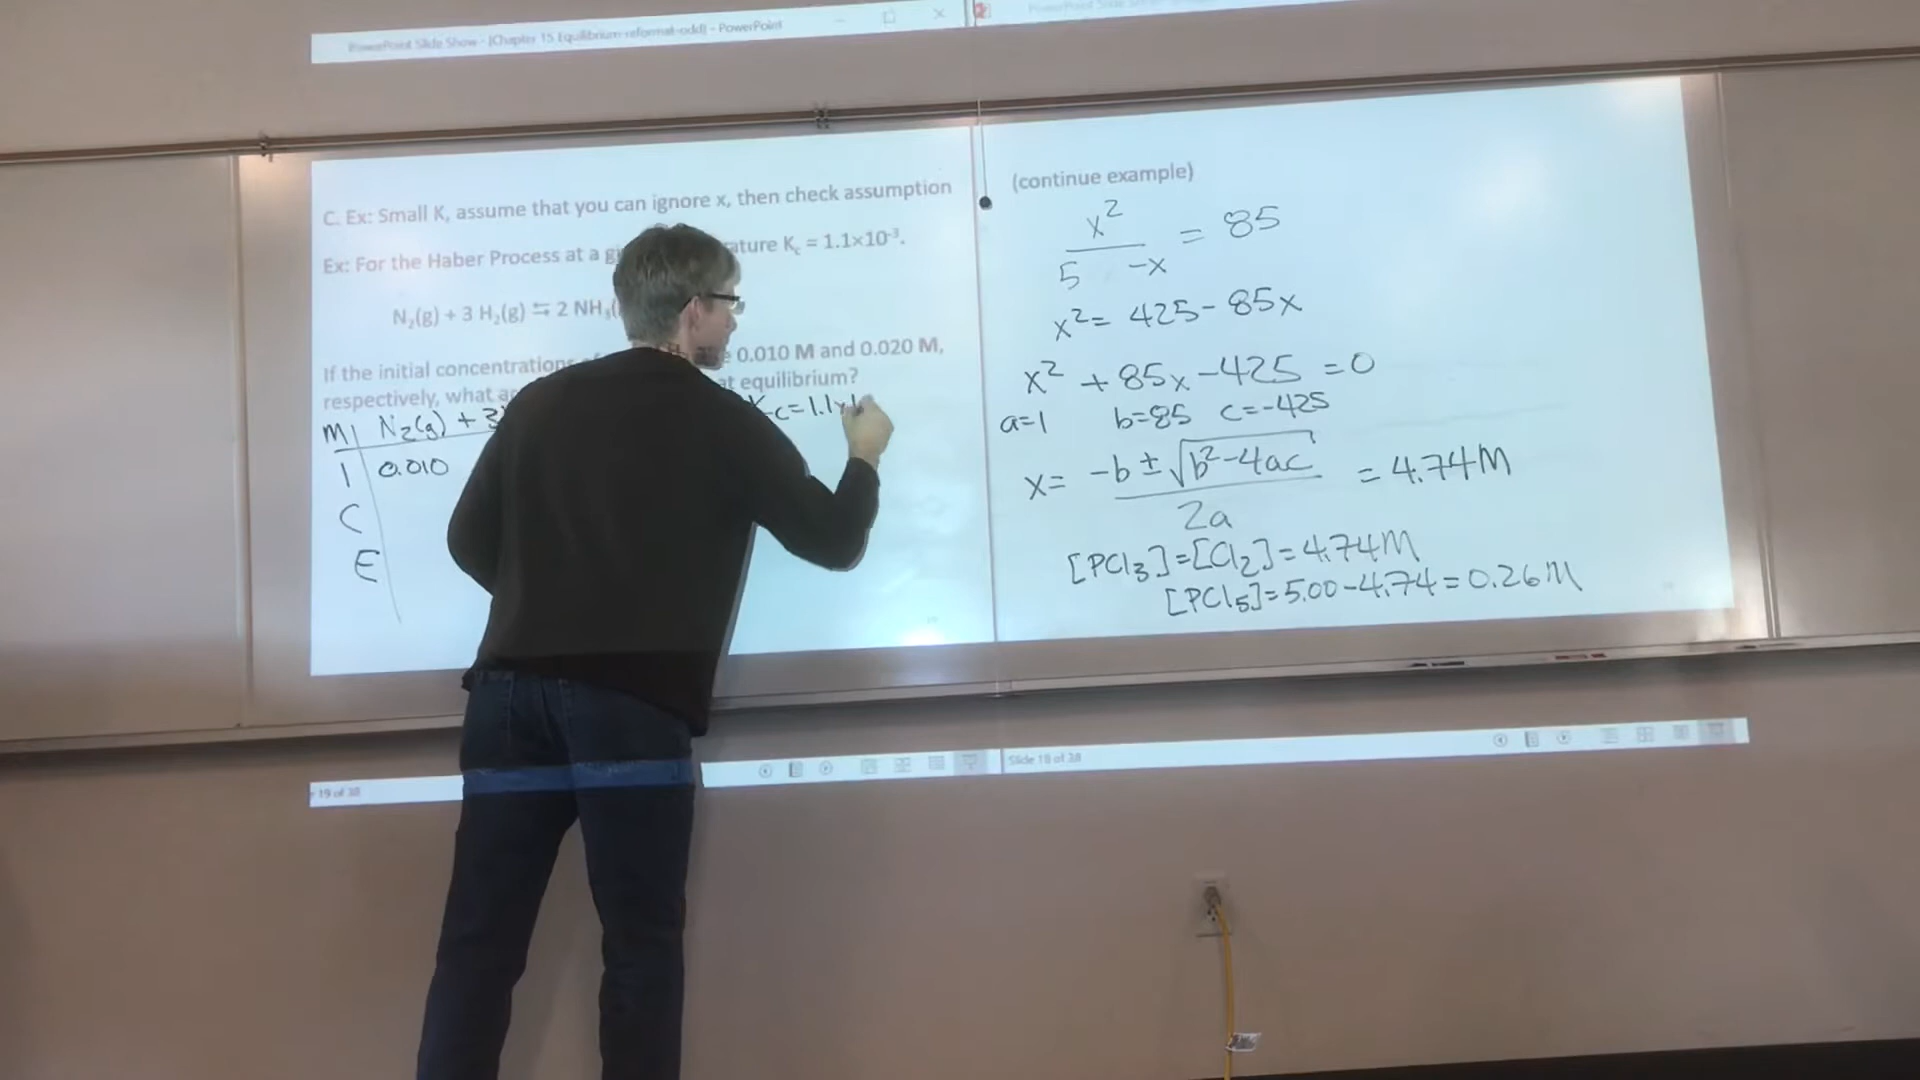 PowerPoint Slide Show - [Chapter 15 Equilibrium-reformat-odd] - PowerPoint
C. Ex: Small K, assume that you can ignore x, then check assumption
Ex: For the Haber Process at a ature Kc = 1.1×10⁻³.
N₂(g) + 3 H₂(g) ⇆ 2 NH₃(
If the initial concentration 0.010 M and 0.020 M,
respectively, what at equilibrium?
M N₂(g) + 3 Kc=1.1x
I 0.010
C
E
19 of 38
(continue example)
x²/5 -x = 85
x² = 425 - 85x
x² + 85x - 425 = 0
a=1 b=85 c=-425
x= -b ± √b²-4ac / 2a = 4.74M
[PCl₃]=[Cl₂]=4.74M
[PCl₅]=5.00-4.74=0.26M
Slide 18 of 28